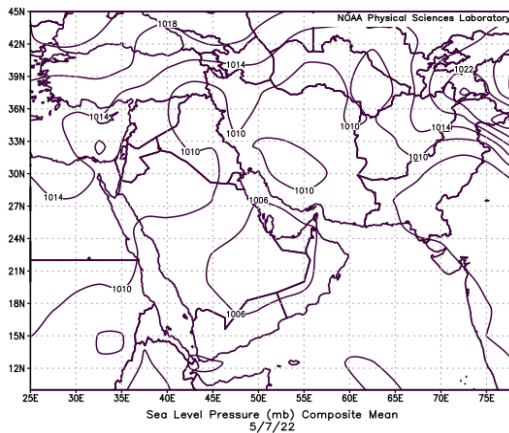 NOAA Physical Sciences Laboratory
45N
42N
39N
36N
33N
30N
27N
24N
21N
18N
15N
12N
1018
1014
1022
1014
1010
1010
1014
1010
1010
1014
1006
1010
1006
25E 30E 35E 40E 45E 50E 55E 60E 65E 70E 75E
Sea Level Pressure (mb) Composite Mean
5/7/22